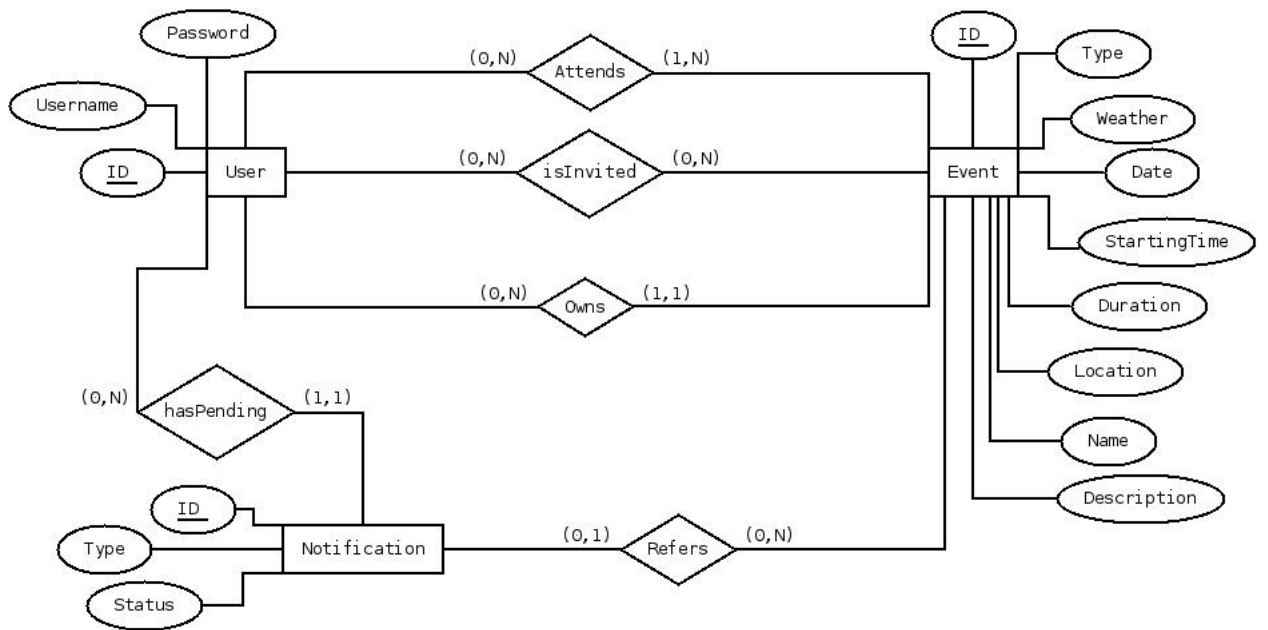 Password
ID
Type
(0,N)
Attends
(1,N)
Username
Weather
(0,N)
isInvited
(0,N)
ID
User
Event
Date
StartingTime
(0,N)
Owns
(1,1)
Duration
Location
(0,N)
hasPending
(1,1)
Name
Description
ID
Type
Notification
(0,1)
Refers
(0,N)
Status